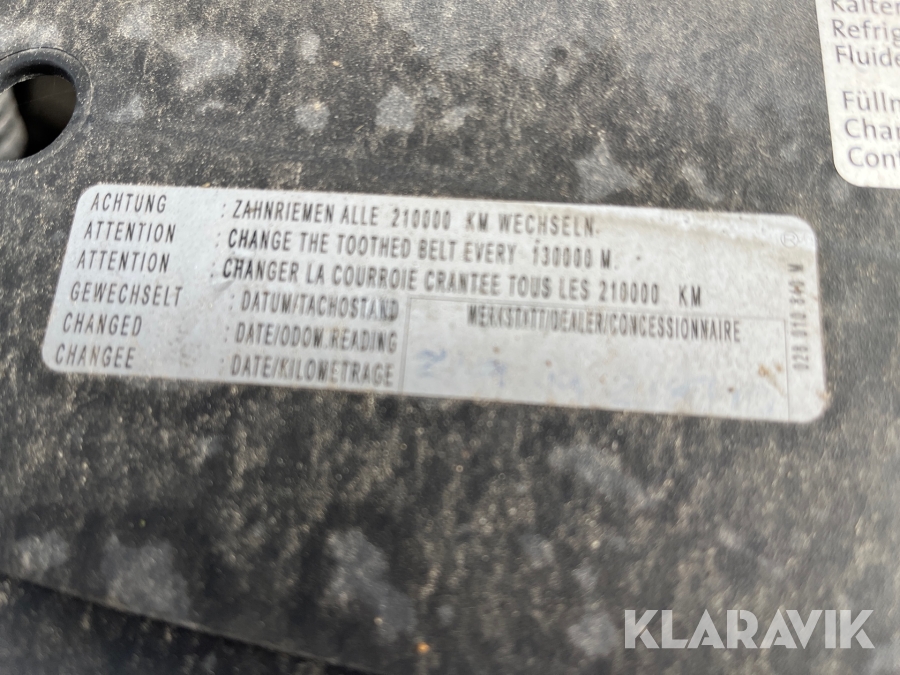 Kälter
Refrig
Fluide
Füllm
Char
Cont
ACHTUNG : ZAHNRIEMEN ALLE 210000 KM WECHSELN.
ATTENTION : CHANGE THE TOOTHED BELT EVERY 130000 M.
ATTENTION : CHANGER LA COURROIE CRANTEE TOUS LES 210000 KM
GEWECHSELT : DATUM/TACHOSTAND WERKSTATT/DEALER/CONCESSIONNAIRE
CHANGED : DATE/ODOM.READING
CHANGEE : DATE/KILOMETRAGE
KLARAVIK